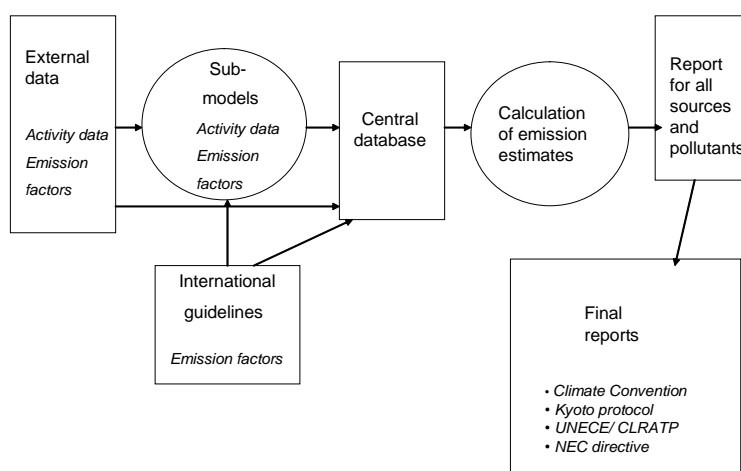 External
data
Activity data
Emission
factors
Sub-
models
Activity data
Emission
factors
Central
database
Calculation
of emission
estimates
Report
for all
sources
and
pollutants
International
guidelines
Emission factors
Final
reports
• Climate Convention
• Kyoto protocol
• UNECE/ CLRATP
• NEC directive